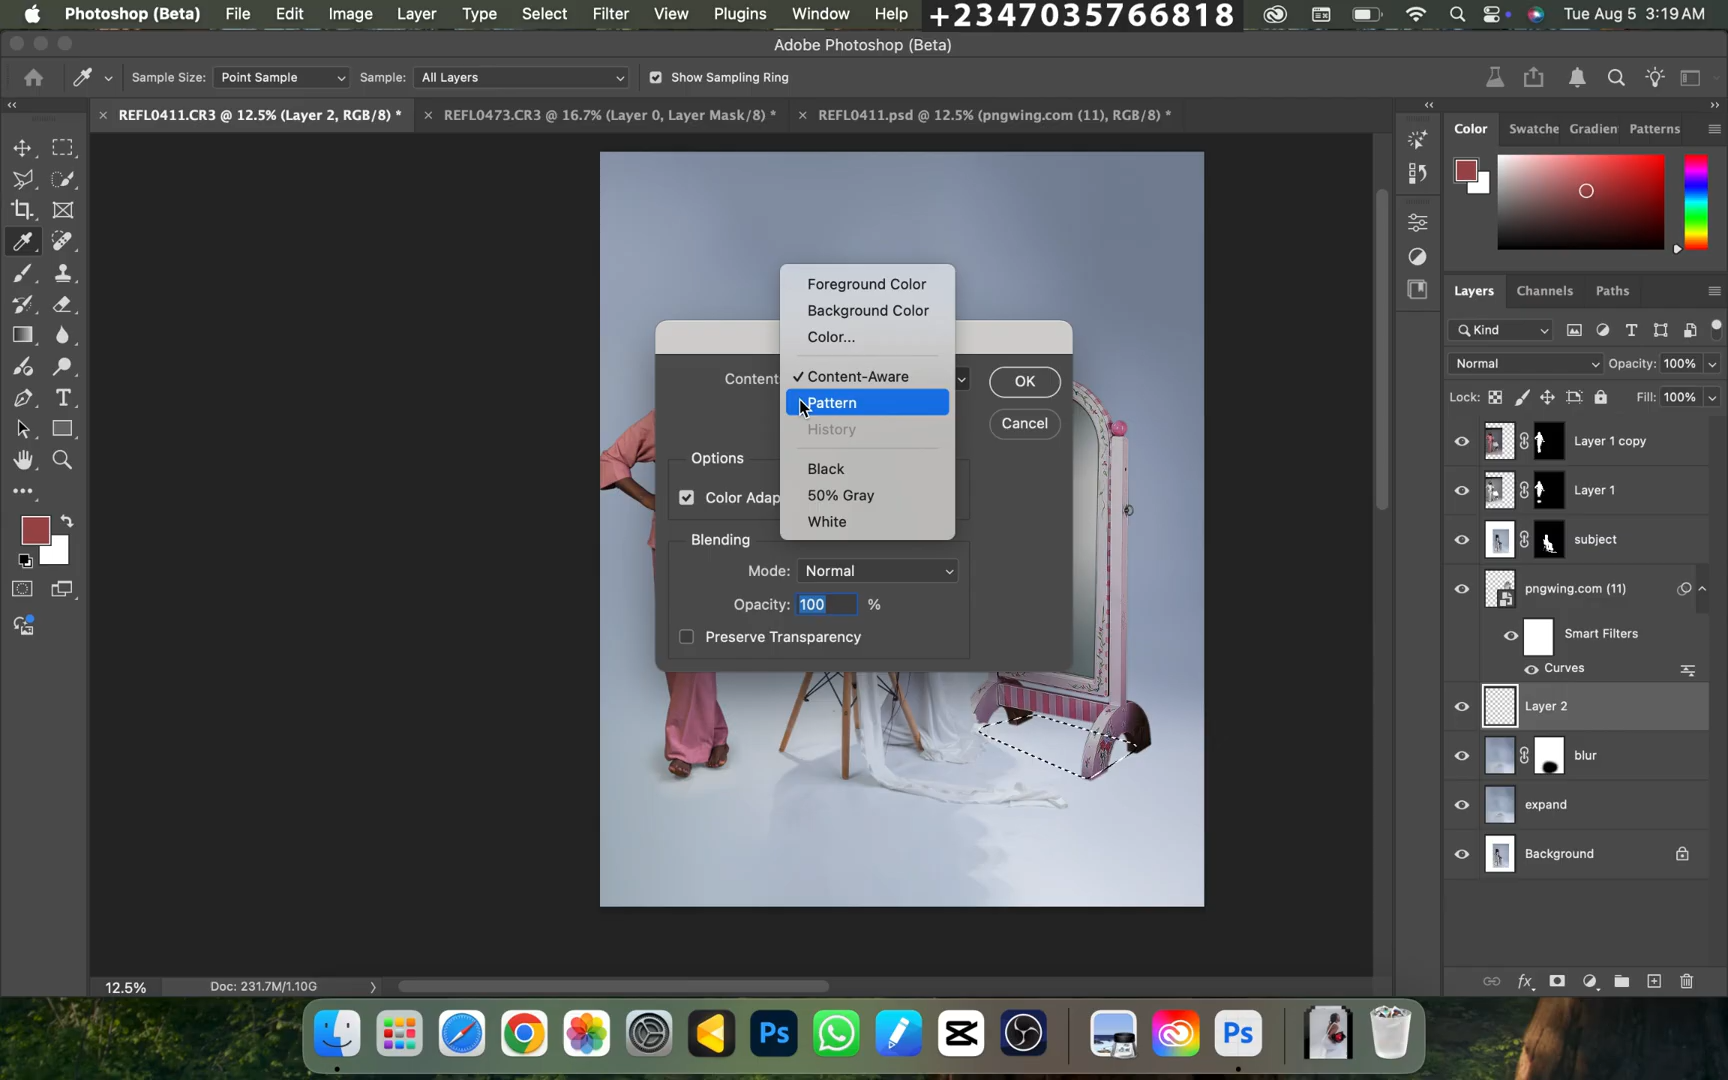 Photoshop (Beta) File Edit Image Layer Type Select Filter View Plugins Window Help +2347035766818 Tue Aug 5 3:19 AM
Adobe Photoshop (Beta)
Sample Size: Point Sample Sample: All Layers Show Sampling Ring
REFL0411.CR3 @ 12.5% (Layer 2, RGB/8) * REFL0473.CR3 @ 16.7% (Layer 0, Layer Mask/8) * REFL0411.psd @ 12.5% (pngwing.com (11), RGB/8) *
Color Swatche Gradien Patterns
Foreground Color
Background Color
Color...
Content-Aware
Pattern
History
Black
50% Gray
White
Content
OK
Cancel
Options
Color Adap
Blending
Mode: Normal
Opacity: 100 %
Preserve Transparency
Layers Channels Paths
Kind
Normal Opacity: 100%
Lock: Fill: 100%
Layer 1 copy
Layer 1
subject
pngwing.com (11)
Smart Filters
Curves
Layer 2
blur
expand
Background
fx
12.5% Doc: 231.7M/1.10G
Ps Ps